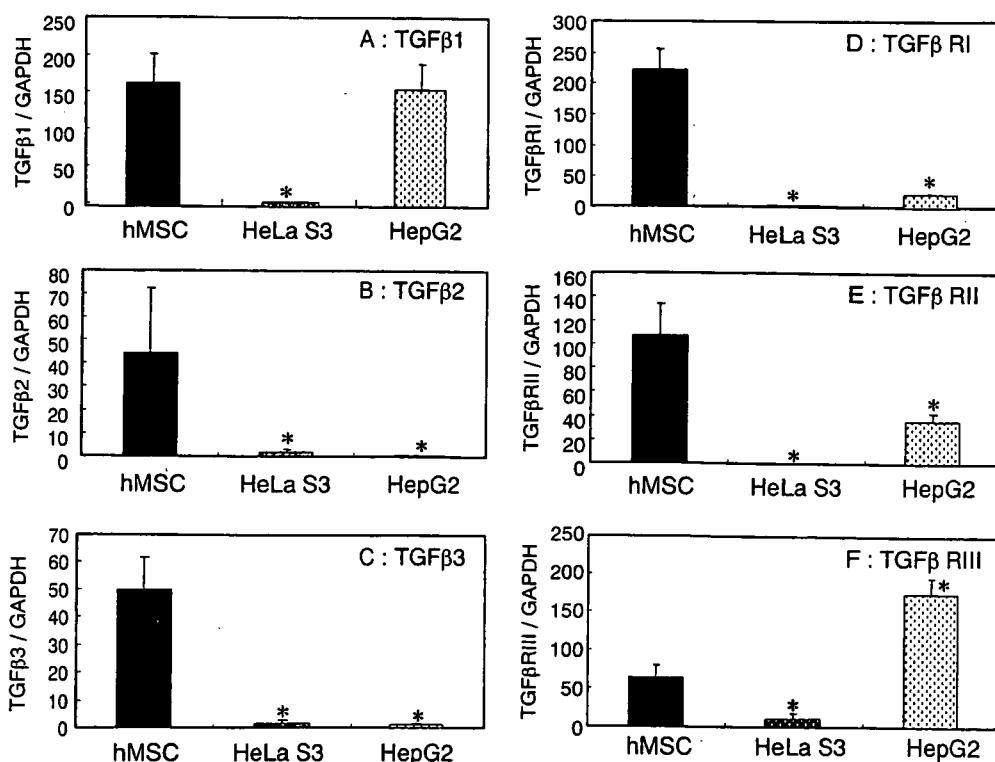 A : TGFβ1
TGFβ1 / GAPDH
250
200
150
100
50
0
*
hMSC HeLa S3 HepG2
B : TGFβ2
TGFβ2 / GAPDH
80
70
60
50
40
30
20
10
0
* *
hMSC HeLa S3 HepG2
C : TGFβ3
TGFβ3 / GAPDH
70
60
50
40
30
20
10
0
* *
hMSC HeLa S3 HepG2
D : TGFβ RI
TGFβRI / GAPDH
300
250
200
150
100
50
0
* *
hMSC HeLa S3 HepG2
E : TGFβ RII
TGFβRII / GAPDH
160
140
120
100
80
60
40
20
0
* *
hMSC HeLa S3 HepG2
F : TGFβ RIII
TGFβRIII / GAPDH
250
200
150
100
50
0
* *
hMSC HeLa S3 HepG2